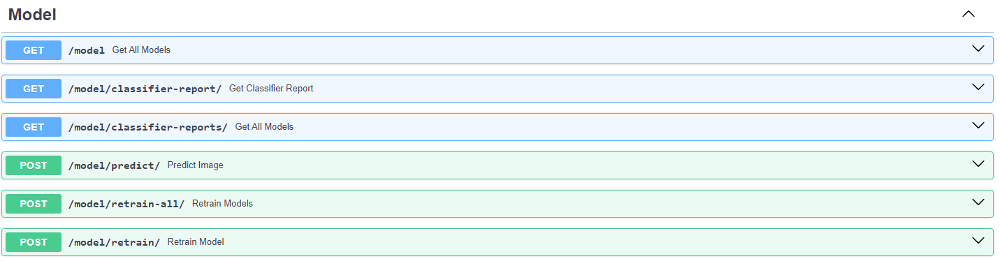 Model
GET /model Get All Models
GET /model/classifier-report/ Get Classifier Report
GET /model/classifier-reports/ Get All Models
POST /model/predict/ Predict Image
POST /model/retrain-all/ Retrain Models
POST /model/retrain/ Retrain Model